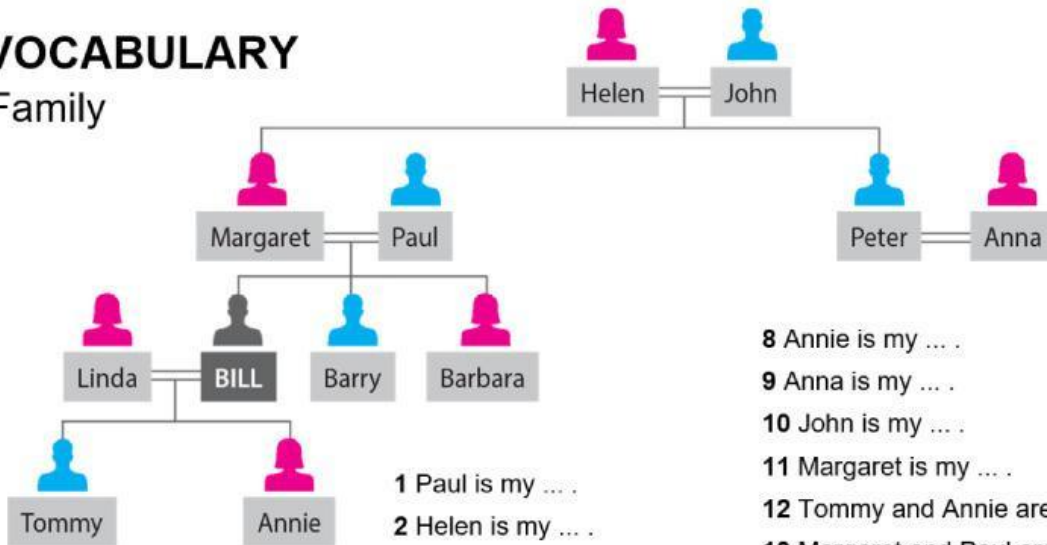 VOCABULARY
Family
Helen
John
Margaret
Paul
Peter
Anna
Linda
BILL
Barry
Barbara
Tommy
Annie
1 Paul is my ... .
2 Helen is my ... .
8 Annie is my ... .
9 Anna is my ... .
10 John is my ... .
11 Margaret is my ... .
12 Tommy and Annie are